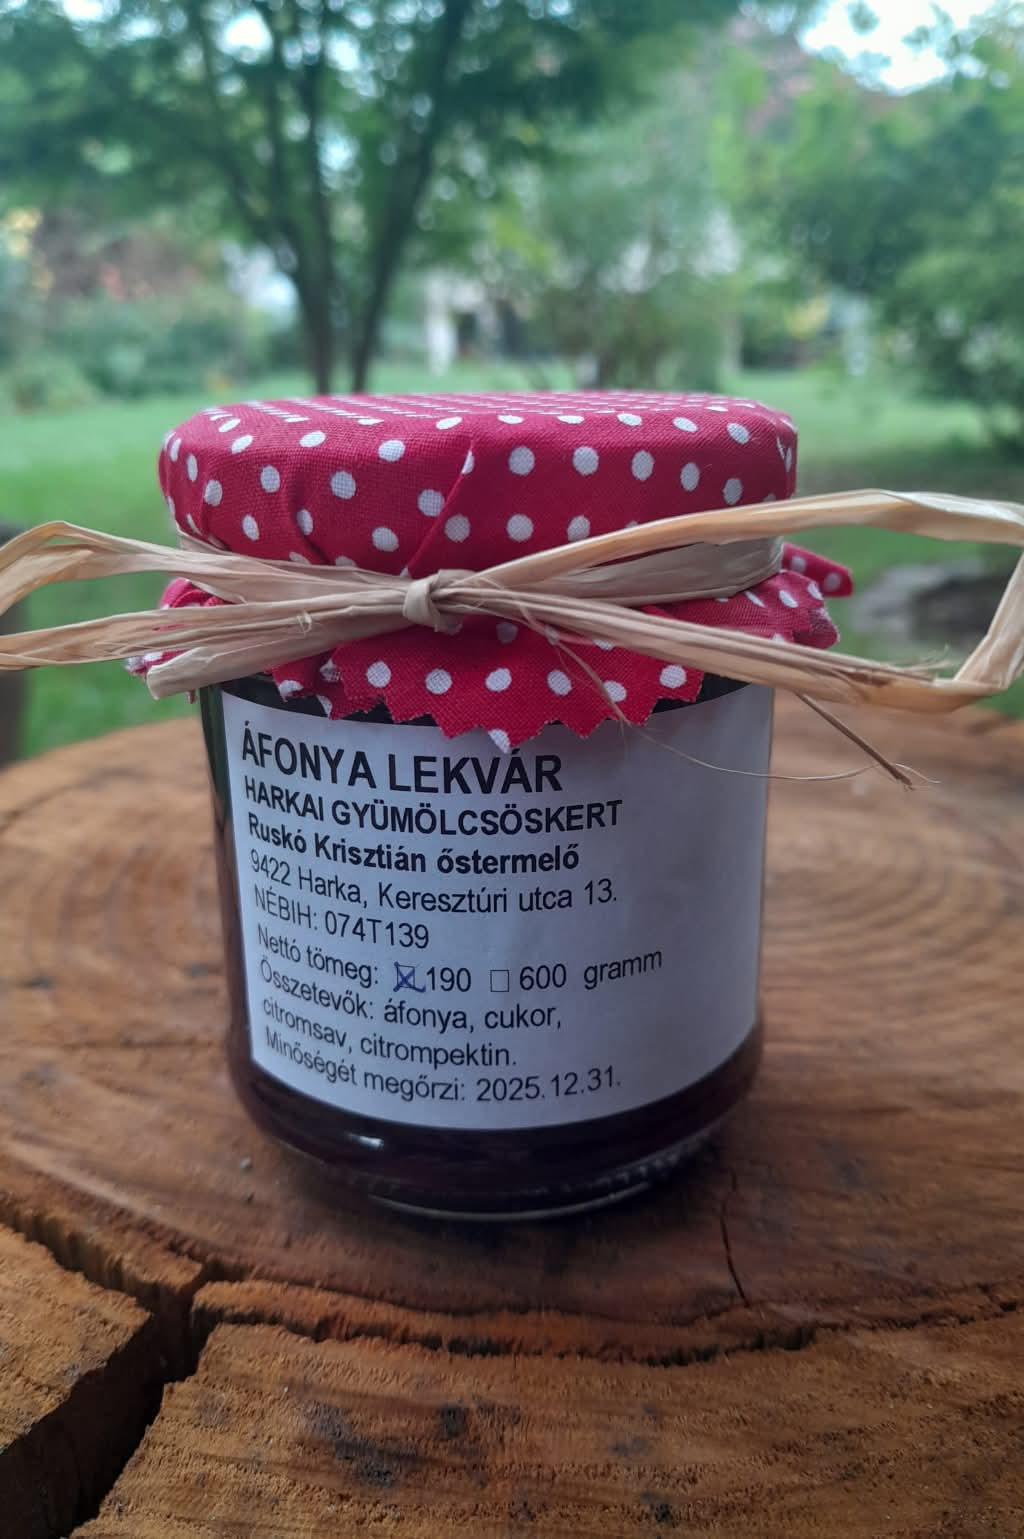 ÁFONYA LEKVÁR
HARKAI GYÜMÖLCSÖSKERT
Ruskó Krisztián őstermelő
9422 Harka, Keresztúri utca 13.
NÉBIH: 074T139
Nettó tömeg: ☒190 ☐600 gramm
Összetevők: áfonya, cukor,
citromsav, citrompektin.
Minőségét megőrzi: 2025.12.31.